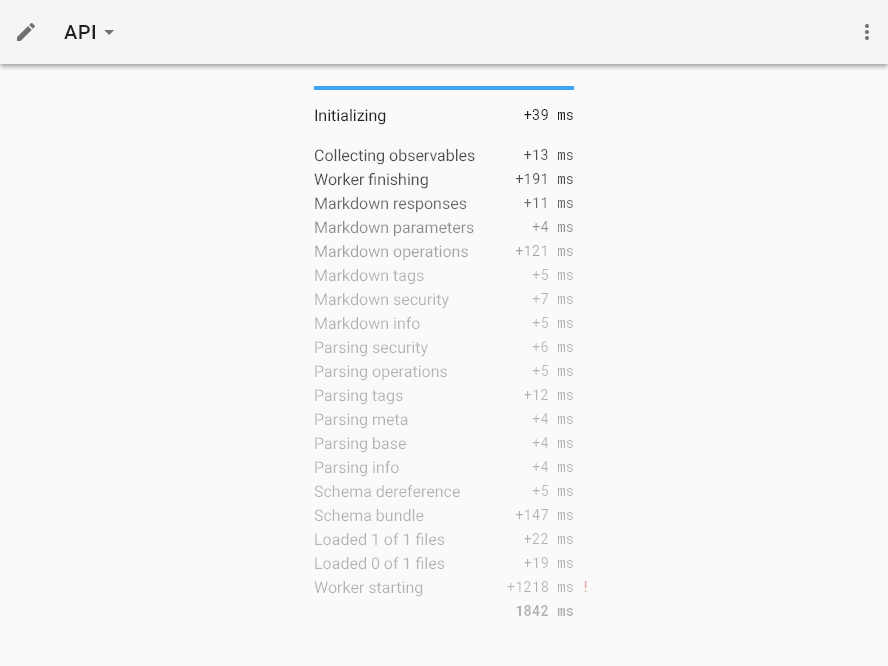 API
Initializing +39 ms
Collecting observables +13 ms
Worker finishing +191 ms
Markdown responses +11 ms
Markdown parameters +4 ms
Markdown operations +121 ms
Markdown tags +5 ms
Markdown security +7 ms
Markdown info +5 ms
Parsing security +6 ms
Parsing operations +5 ms
Parsing tags +12 ms
Parsing meta +4 ms
Parsing base +4 ms
Parsing info +4 ms
Schema dereference +5 ms
Schema bundle +147 ms
Loaded 1 of 1 files +22 ms
Loaded 0 of 1 files +19 ms
Worker starting +1218 ms !
1842 ms